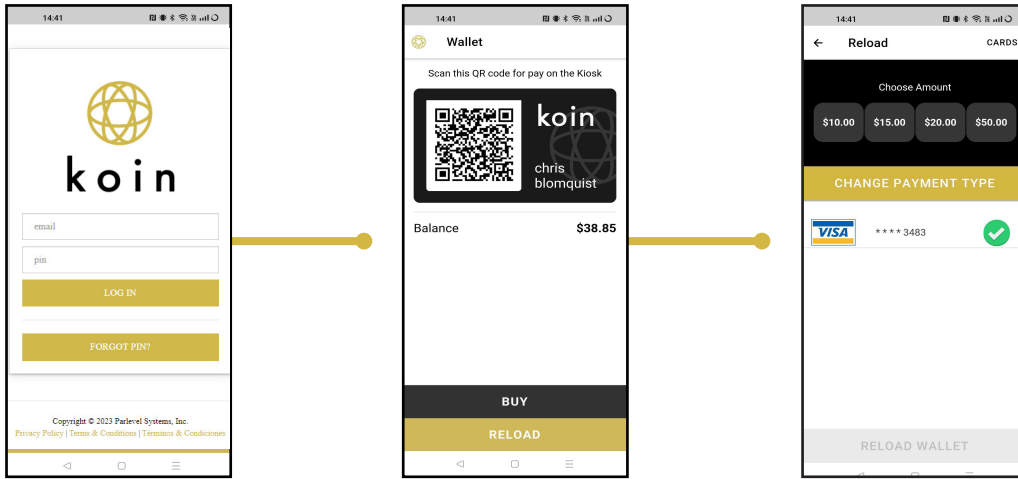 14:41
koin
email
pin
LOG IN
FORGOT PIN?
Copyright © 2023 Parlevel Systems, Inc.
Privacy Policy | Terms & Conditions | Términos & Condiciones
14:41
Wallet
Scan this QR code for pay on the Kiosk
koin
chris
blomquist
Balance $38.85
BUY
RELOAD
14:41
Reload CARDS
Choose Amount
$10.00 $15.00 $20.00 $50.00
CHANGE PAYMENT TYPE
VISA **** 3483
RELOAD WALLET